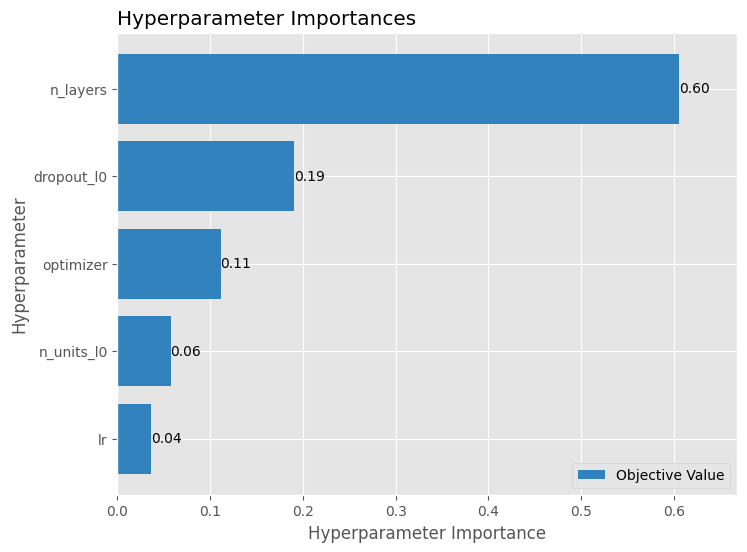 Hyperparameter Importances
Hyperparameter
n_layers
0.60
dropout_l0
0.19
optimizer
0.11
n_units_l0
0.06
lr
0.04
Objective Value
0.0 0.1 0.2 0.3 0.4 0.5 0.6
Hyperparameter Importance